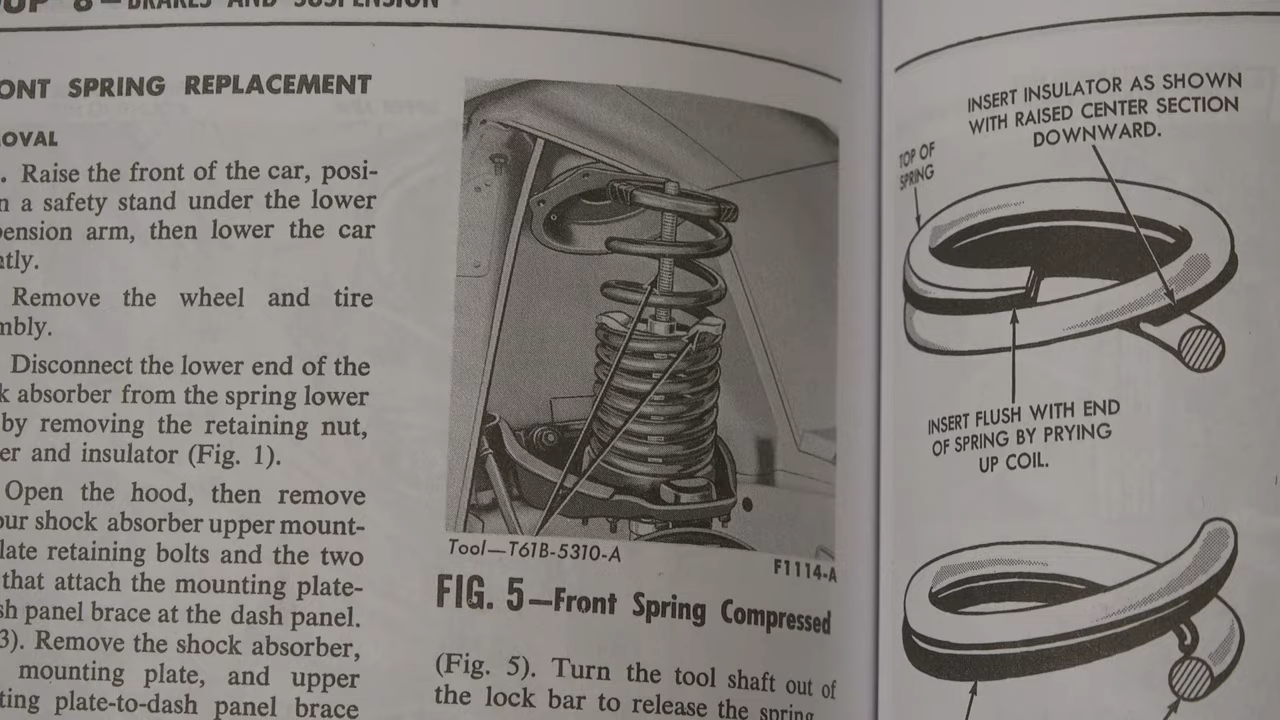 8—BRAKES AND SUSPENSION
ONT SPRING REPLACEMENT
OVAL
. Raise the front of the car, posi-
n a safety stand under the lower
pension arm, then lower the car
ntly.
Remove the wheel and tire
mbly.
Disconnect the lower end of the
k absorber from the spring lower
by removing the retaining nut,
er and insulator (Fig. 1).
Open the hood, then remove
our shock absorber upper mount-
late retaining bolts and the two
that attach the mounting plate-
sh panel brace at the dash panel.
3). Remove the shock absorber,
mounting plate, and upper
ting plate-to-dash panel brace
Tool—T61B-5310-A
F1114-A
FIG. 5—Front Spring Compressed
(Fig. 5). Turn the tool shaft out of
the lock bar to release the spring
INSERT INSULATOR AS SHOWN
WITH RAISED CENTER SECTION
DOWNWARD.
TOP OF
SPRING
INSERT FLUSH WITH END
OF SPRING BY PRYING
UP COIL.